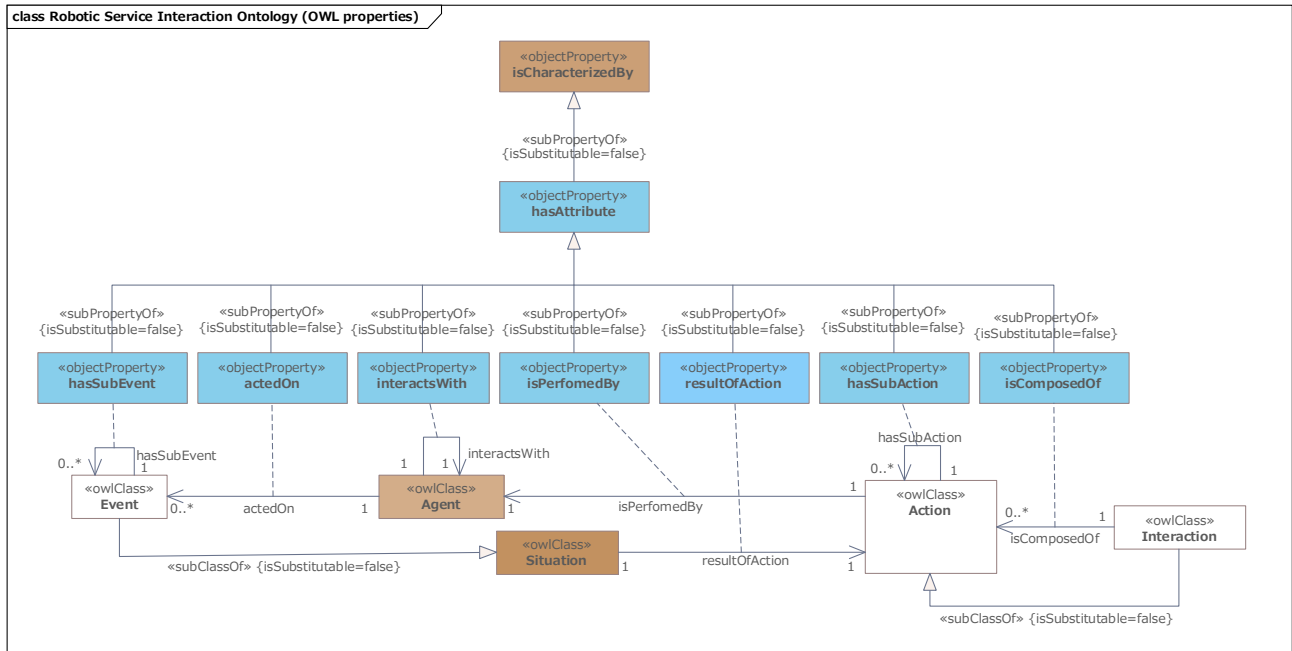 class Robotic Service Interaction Ontology (OWL properties)
«objectProperty»
isCharacterizedBy
«subPropertyOf»
{isSubstitutable=false}
«objectProperty»
hasAttribute
«subPropertyOf»
{isSubstitutable=false}
«subPropertyOf»
{isSubstitutable=false}
«subPropertyOf»
{isSubstitutable=false}
«subPropertyOf»
{isSubstitutable=false}
«subPropertyOf»
{isSubstitutable=false}
«subPropertyOf»
{isSubstitutable=false}
«subPropertyOf»
{isSubstitutable=false}
«objectProperty»
hasSubEvent
«objectProperty»
actedOn
«objectProperty»
interactsWith
«objectProperty»
isPerfomedBy
«objectProperty»
resultOfAction
«objectProperty»
hasSubAction
«objectProperty»
isComposedOf
hasSubEvent
0..*
1
interactsWith
1
1
hasSubAction
0..*
1
«owlClass»
Event
0..*
actedOn
1
«owlClass»
Agent
1
isPerfomedBy
1
«owlClass»
Action
0..*
isComposedOf
1
«owlClass»
Interaction
«subClassOf» {isSubstitutable=false}
«owlClass»
Situation
1
resultOfAction
1
«subClassOf» {isSubstitutable=false}